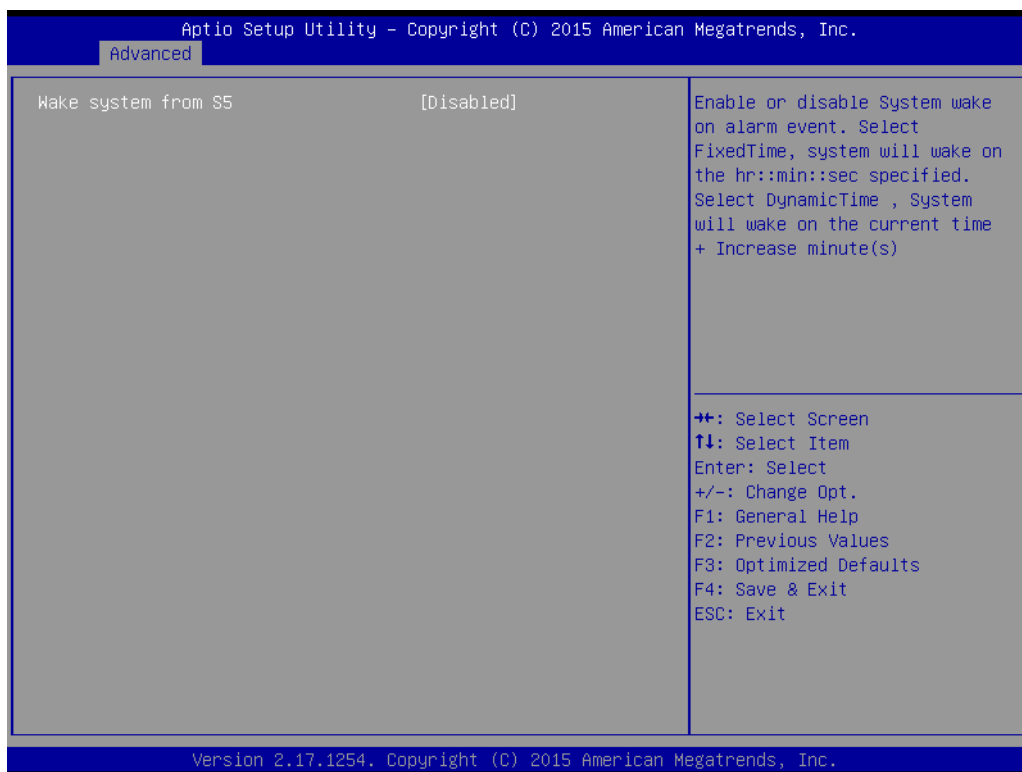 Aptio Setup Utility – Copyright (C) 2015 American Megatrends, Inc.
Advanced
Wake system from S5 [Disabled]
Enable or disable System wake
on alarm event. Select
FixedTime, system will wake on
the hr::min::sec specified.
Select DynamicTime , System
will wake on the current time
+ Increase minute(s)
→←: Select Screen
↑↓: Select Item
Enter: Select
+/-: Change Opt.
F1: General Help
F2: Previous Values
F3: Optimized Defaults
F4: Save & Exit
ESC: Exit
Version 2.17.1254. Copyright (C) 2015 American Megatrends, Inc.